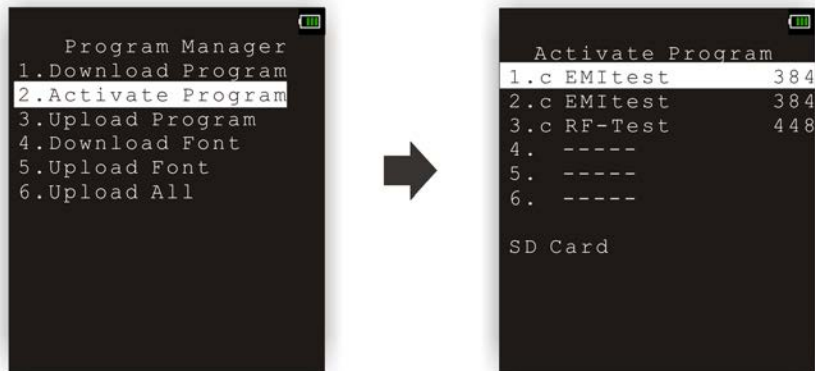 Program Manager
1.Download Program
2.Activate Program
3.Upload Program
4.Download Font
5.Upload Font
6.Upload All
Activate Program
1.c EMItest 384
2.c EMItest 384
3.c RF-Test 448
4. -----
5. -----
6. -----
SD Card